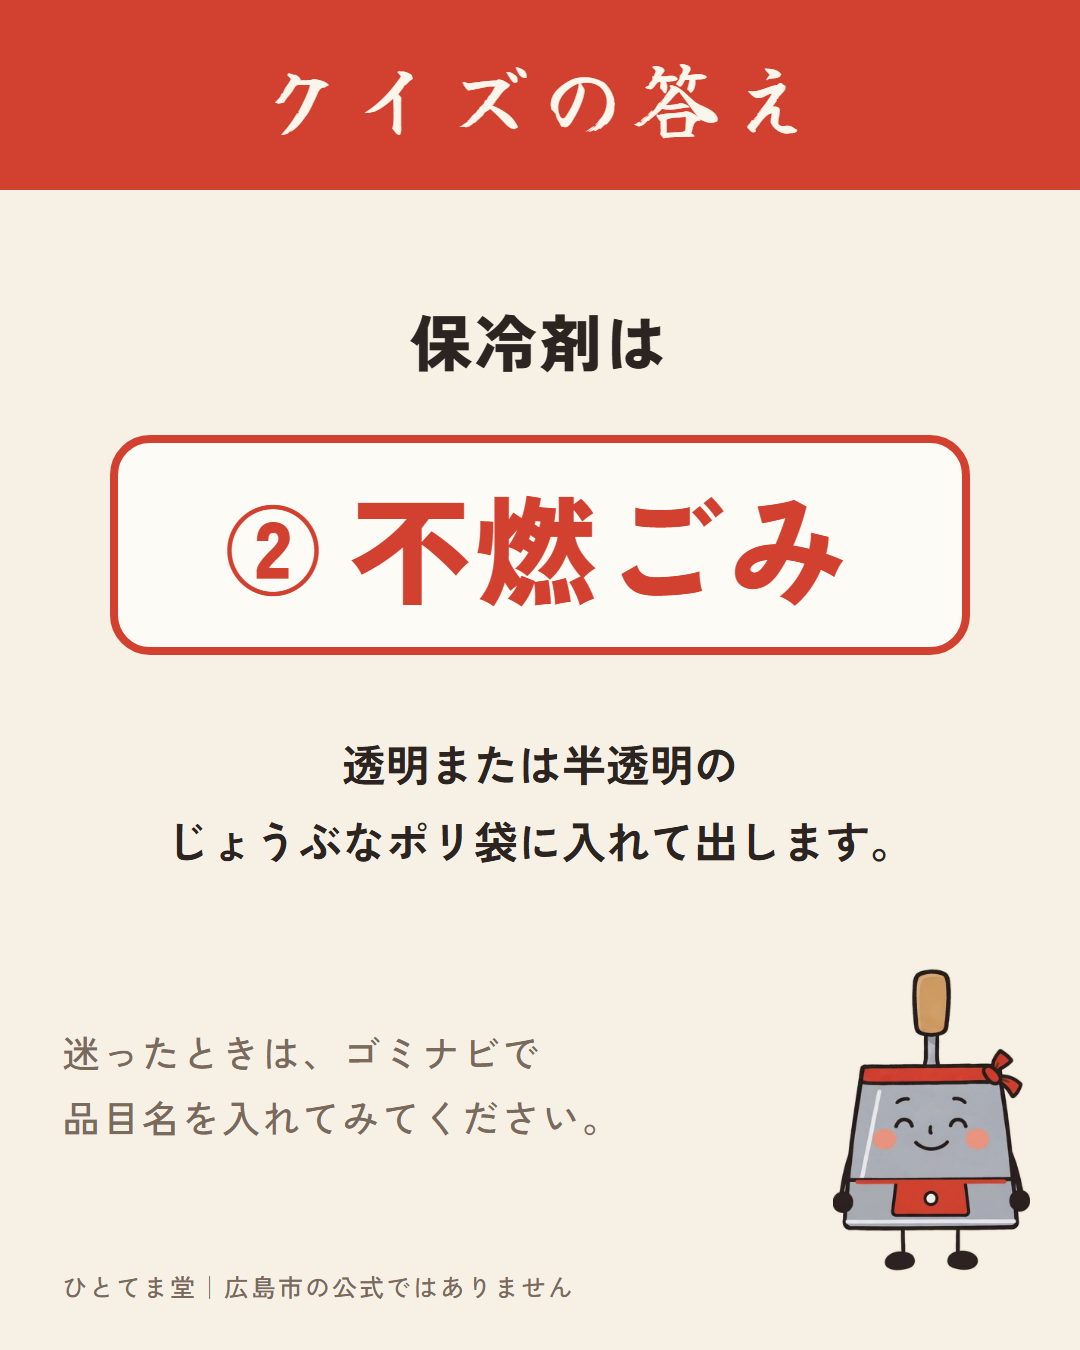 クイズの答え
保冷剤は
② 不燃ごみ
透明または半透明の
じょうぶなポリ袋に入れて出します。
迷ったときは、ゴミナビで
品目名を入れてみてください。
ひとてま堂｜広島市の公式ではありません